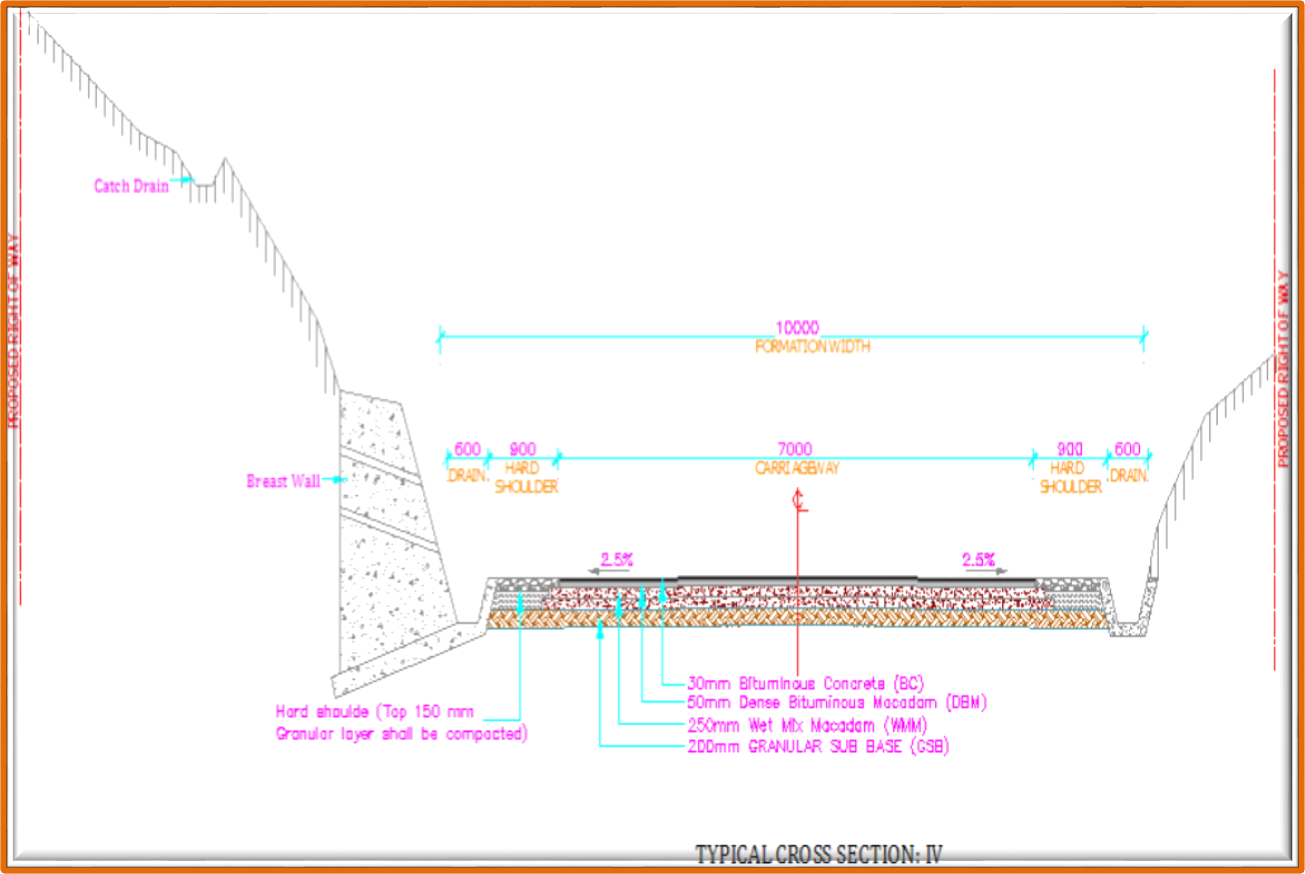 Catch Drain
PROPOSED RIGHT OF WAY
10000
FORMATION WIDTH
PROPOSED RIGHT OF WAY
600
900
7000
900
600
DRAIN
HARD
SHOULDER
CARRIAGEWAY
HARD
SHOULDER
DRAIN
Breast Wall
℄
2.5%
2.5%
30mm Bituminous Concrete (BC)
50mm Dense Bituminous Macadam (DBM)
250mm Wet Mix Macadam (WMM)
200mm GRANULAR SUB BASE (GSB)
Hard shoulde (Top 150 mm
Granular layer shall be compacted)
TYPICAL CROSS SECTION: IV